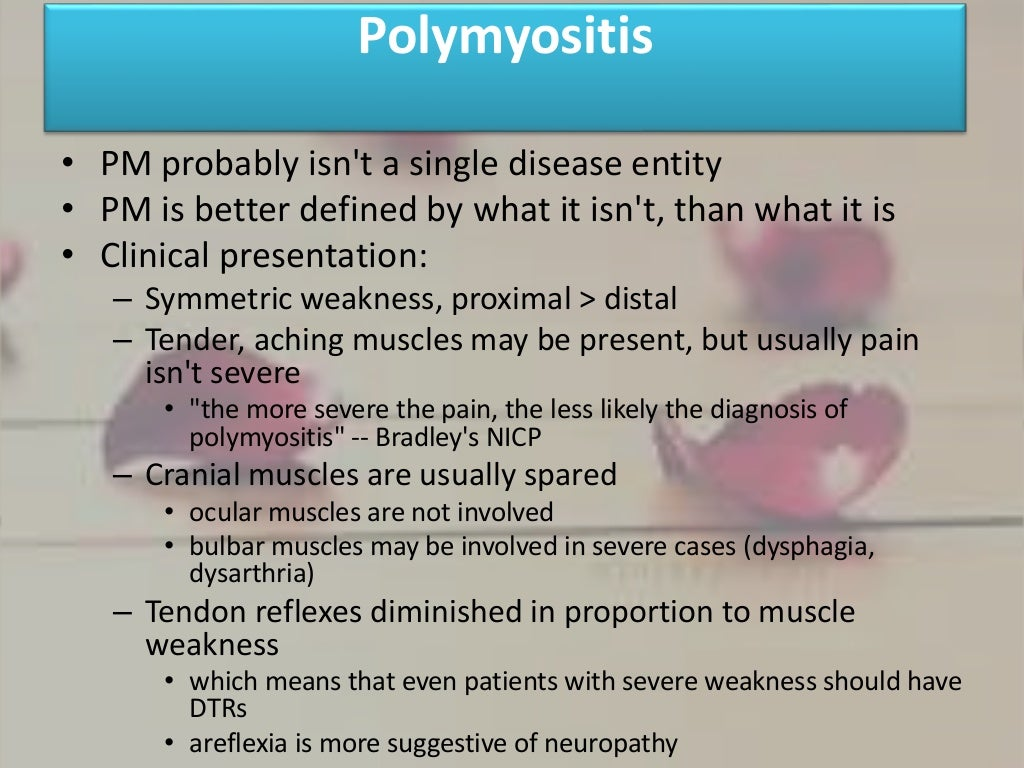 Polymyositis
• PM probably isn't a single disease entity
• PM is better defined by what it isn't, than what it is
• Clinical presentation:
– Symmetric weakness, proximal > distal
– Tender, aching muscles may be present, but usually pain
isn't severe
• "the more severe the pain, the less likely the diagnosis of
polymyositis" -- Bradley's NICP
– Cranial muscles are usually spared
• ocular muscles are not involved
• bulbar muscles may be involved in severe cases (dysphagia,
dysarthria)
– Tendon reflexes diminished in proportion to muscle
weakness
• which means that even patients with severe weakness should have
DTRs
• areflexia is more suggestive of neuropathy